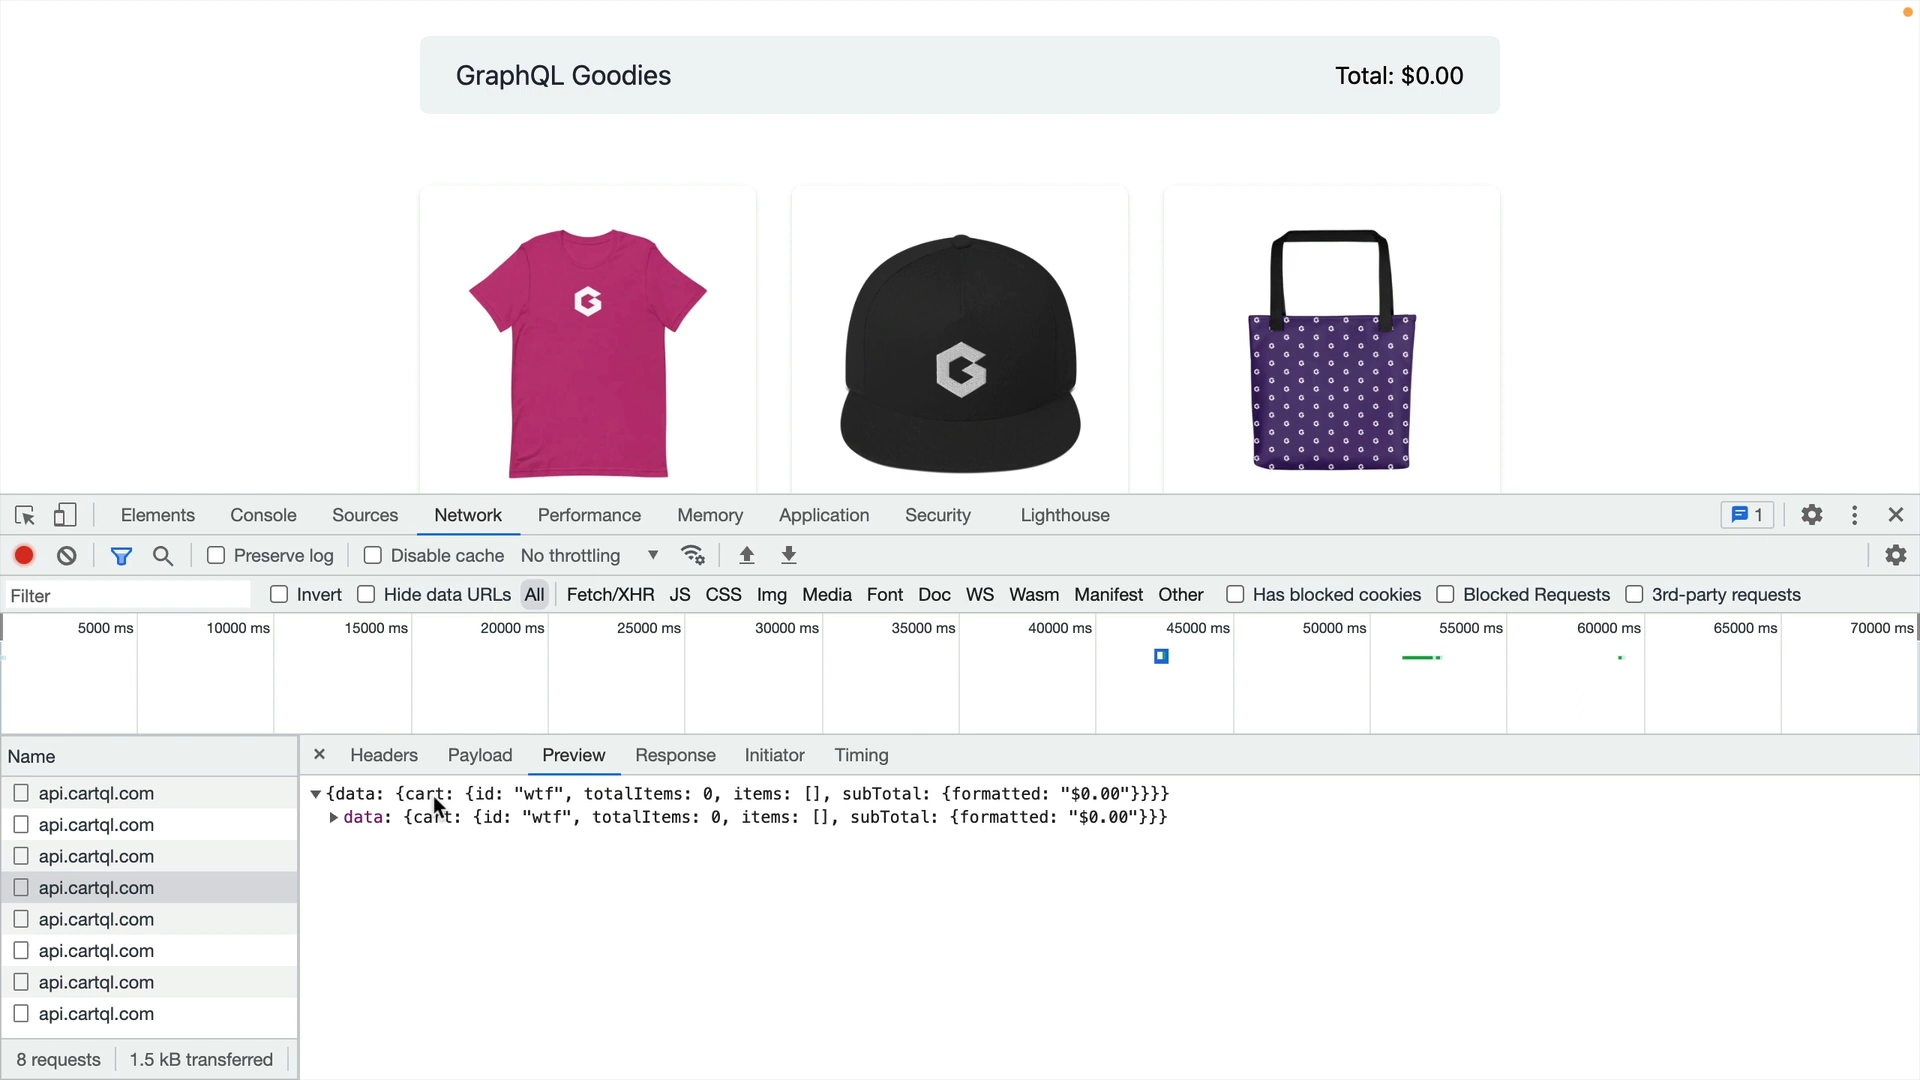 GraphQL Goodies Total: $0.00
Elements Console Sources Network Performance Memory Application Security Lighthouse 1
Preserve log Disable cache No throttling
Filter Invert Hide data URLs All Fetch/XHR JS CSS Img Media Font Doc WS Wasm Manifest Other Has blocked cookies Blocked Requests 3rd-party requests
5000 ms 10000 ms 15000 ms 20000 ms 25000 ms 30000 ms 35000 ms 40000 ms 45000 ms 50000 ms 55000 ms 60000 ms 65000 ms 70000 ms
Name Headers Payload Preview Response Initiator Timing
api.cartql.com {data: {cart: {id: "wtf", totalItems: 0, items: [], subTotal: {formatted: "$0.00"}}}}
api.cartql.com data: {cart: {id: "wtf", totalItems: 0, items: [], subTotal: {formatted: "$0.00"}}}
api.cartql.com
api.cartql.com
api.cartql.com
api.cartql.com
api.cartql.com
api.cartql.com
8 requests 1.5 kB transferred